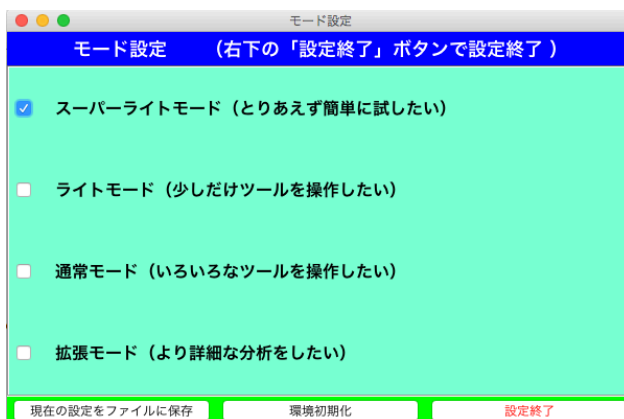 モード設定
モード設定 （右下の「設定終了」ボタンで設定終了 ）
スーパーライトモード（とりあえず簡単に試したい）
ライトモード（少しだけツールを操作したい）
通常モード（いろいろなツールを操作したい）
拡張モード（より詳細な分析をしたい）
現在の設定をファイルに保存 環境初期化 設定終了